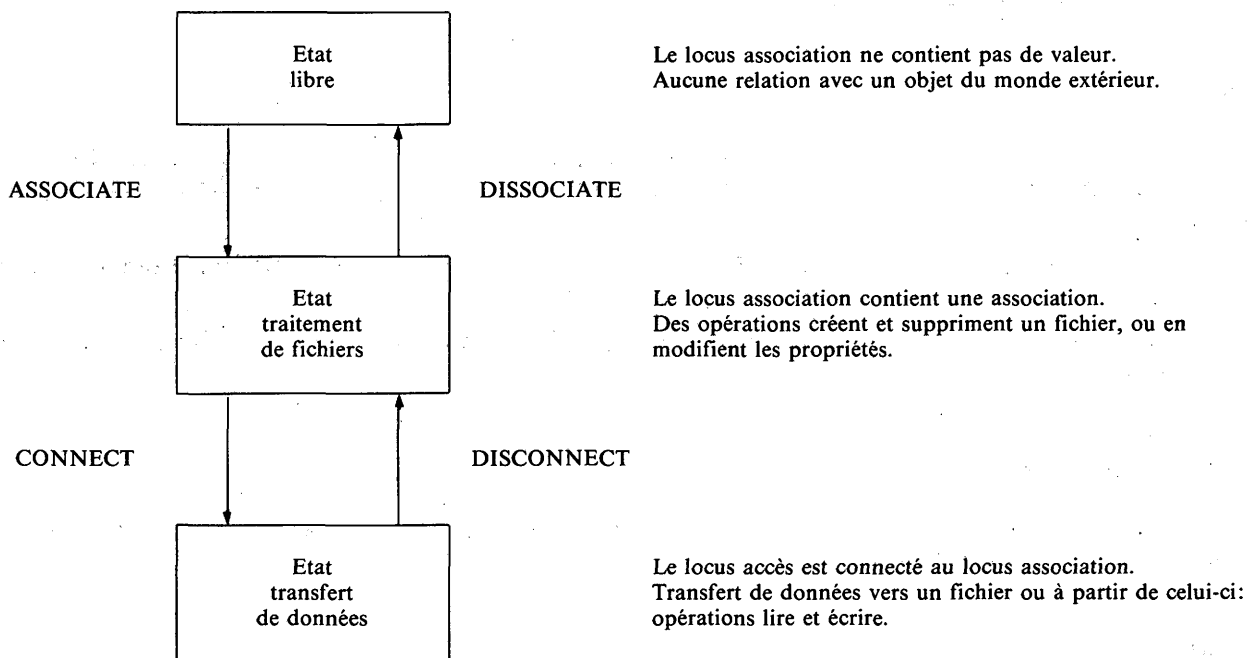 Etat
libre
Le locus association ne contient pas de valeur.
Aucune relation avec un objet du monde extérieur.
ASSOCIATE
DISSOCIATE
Etat
traitement
de fichiers
Le locus association contient une association.
Des opérations créent et suppriment un fichier, ou en
modifient les propriétés.
CONNECT
DISCONNECT
Etat
transfert
de données
Le locus accès est connecté au locus association.
Transfert de données vers un fichier ou à partir de celui-ci:
opérations lire et écrire.